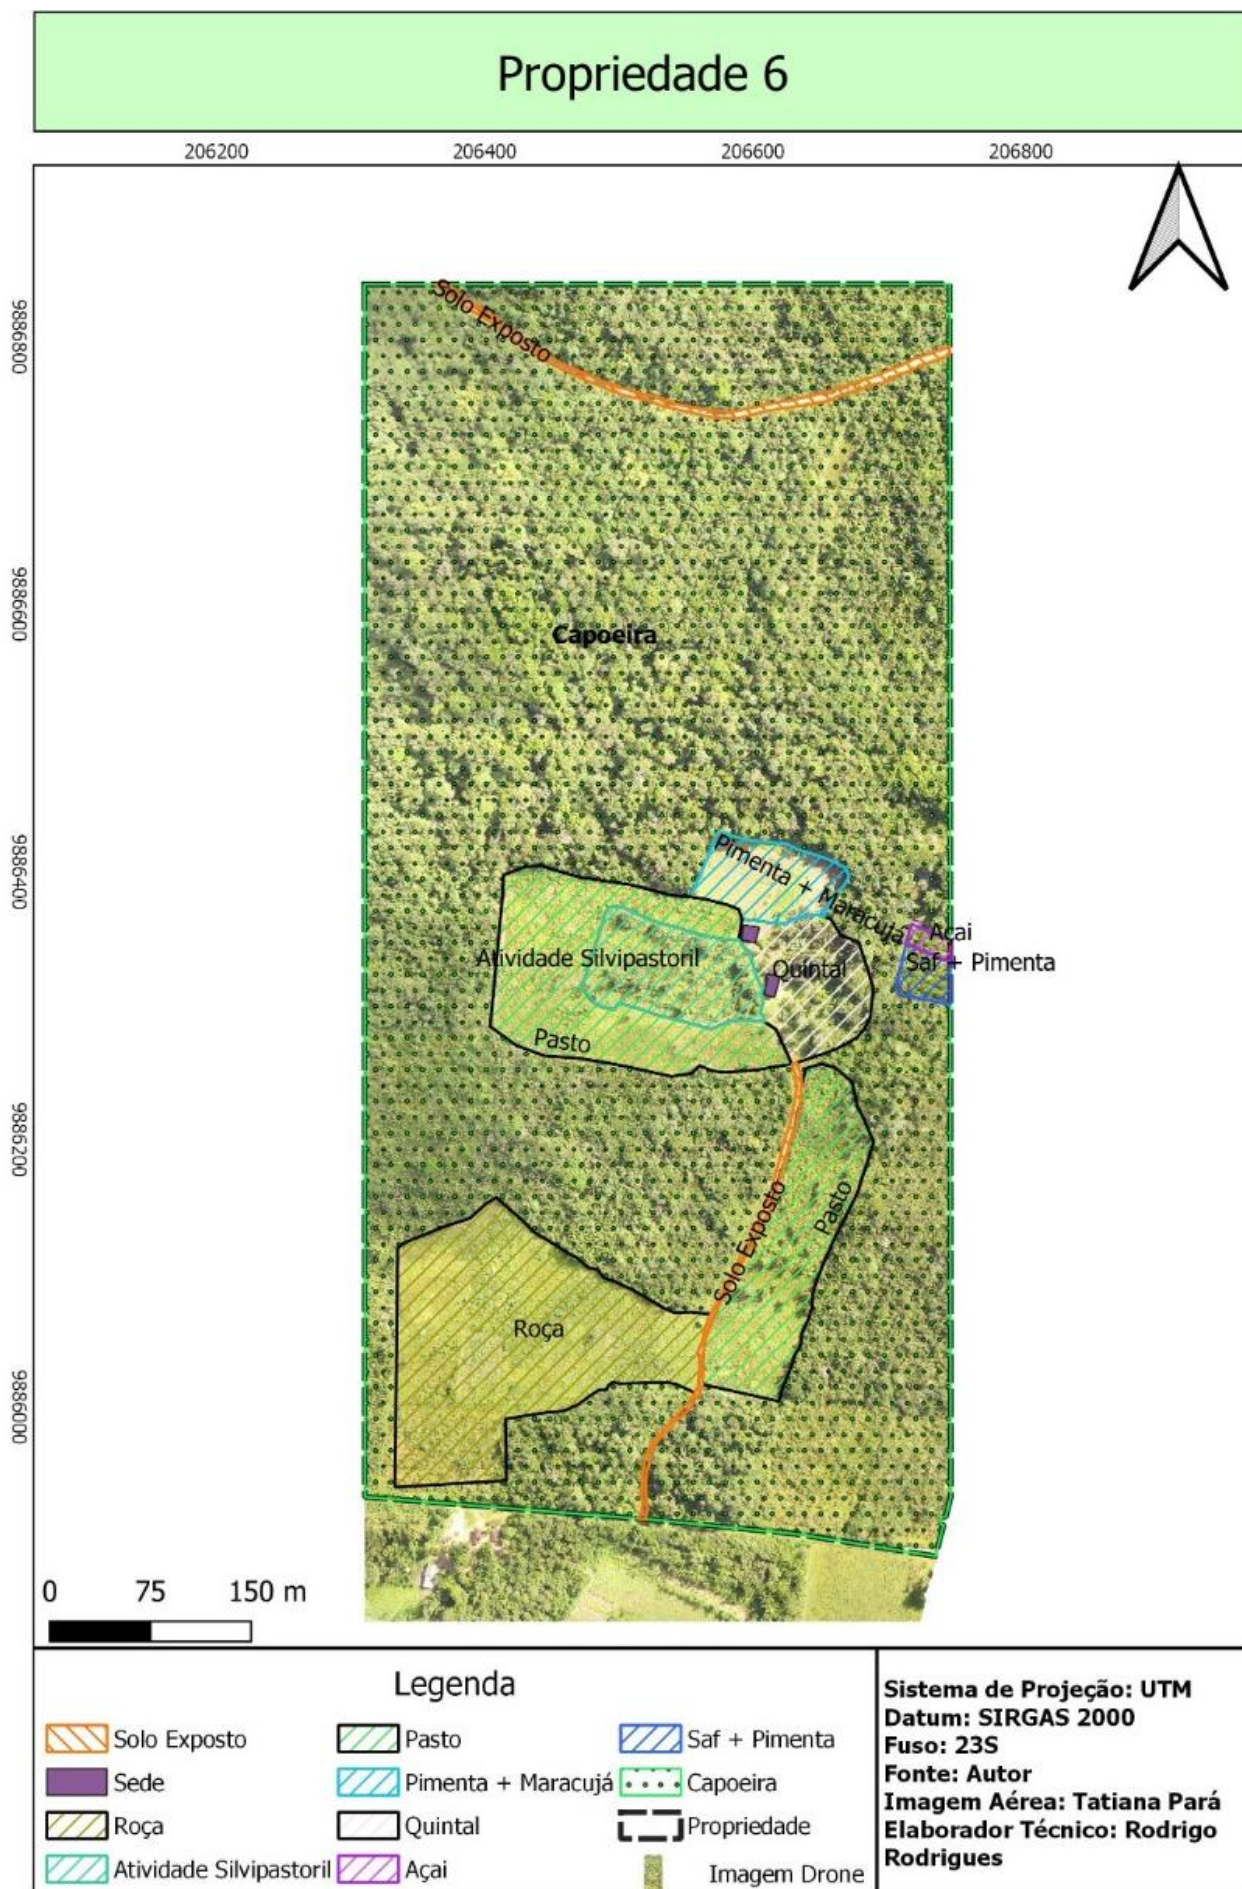 Propriedade 6
206200 206400 206600 206800
9886800
9886600
9886400
9886200
9886000
Solo Exposto
Capoeira
Pimenta + Maracujá
Açai
Atividade Silvipastoril
Quintal
Saf + Pimenta
Pasto
Solo Exposto
Pasto
Roça
0 75 150 m
Legenda
Solo Exposto
Sede
Roça
Atividade Silvipastoril
Pasto
Pimenta + Maracujá
Quintal
Açai
Saf + Pimenta
Capoeira
Propriedade
Imagem Drone
Sistema de Projeção: UTM
Datum: SIRGAS 2000
Fuso: 23S
Fonte: Autor
Imagem Aérea: Tatiana Pará
Elaborador Técnico: Rodrigo
Rodrigues